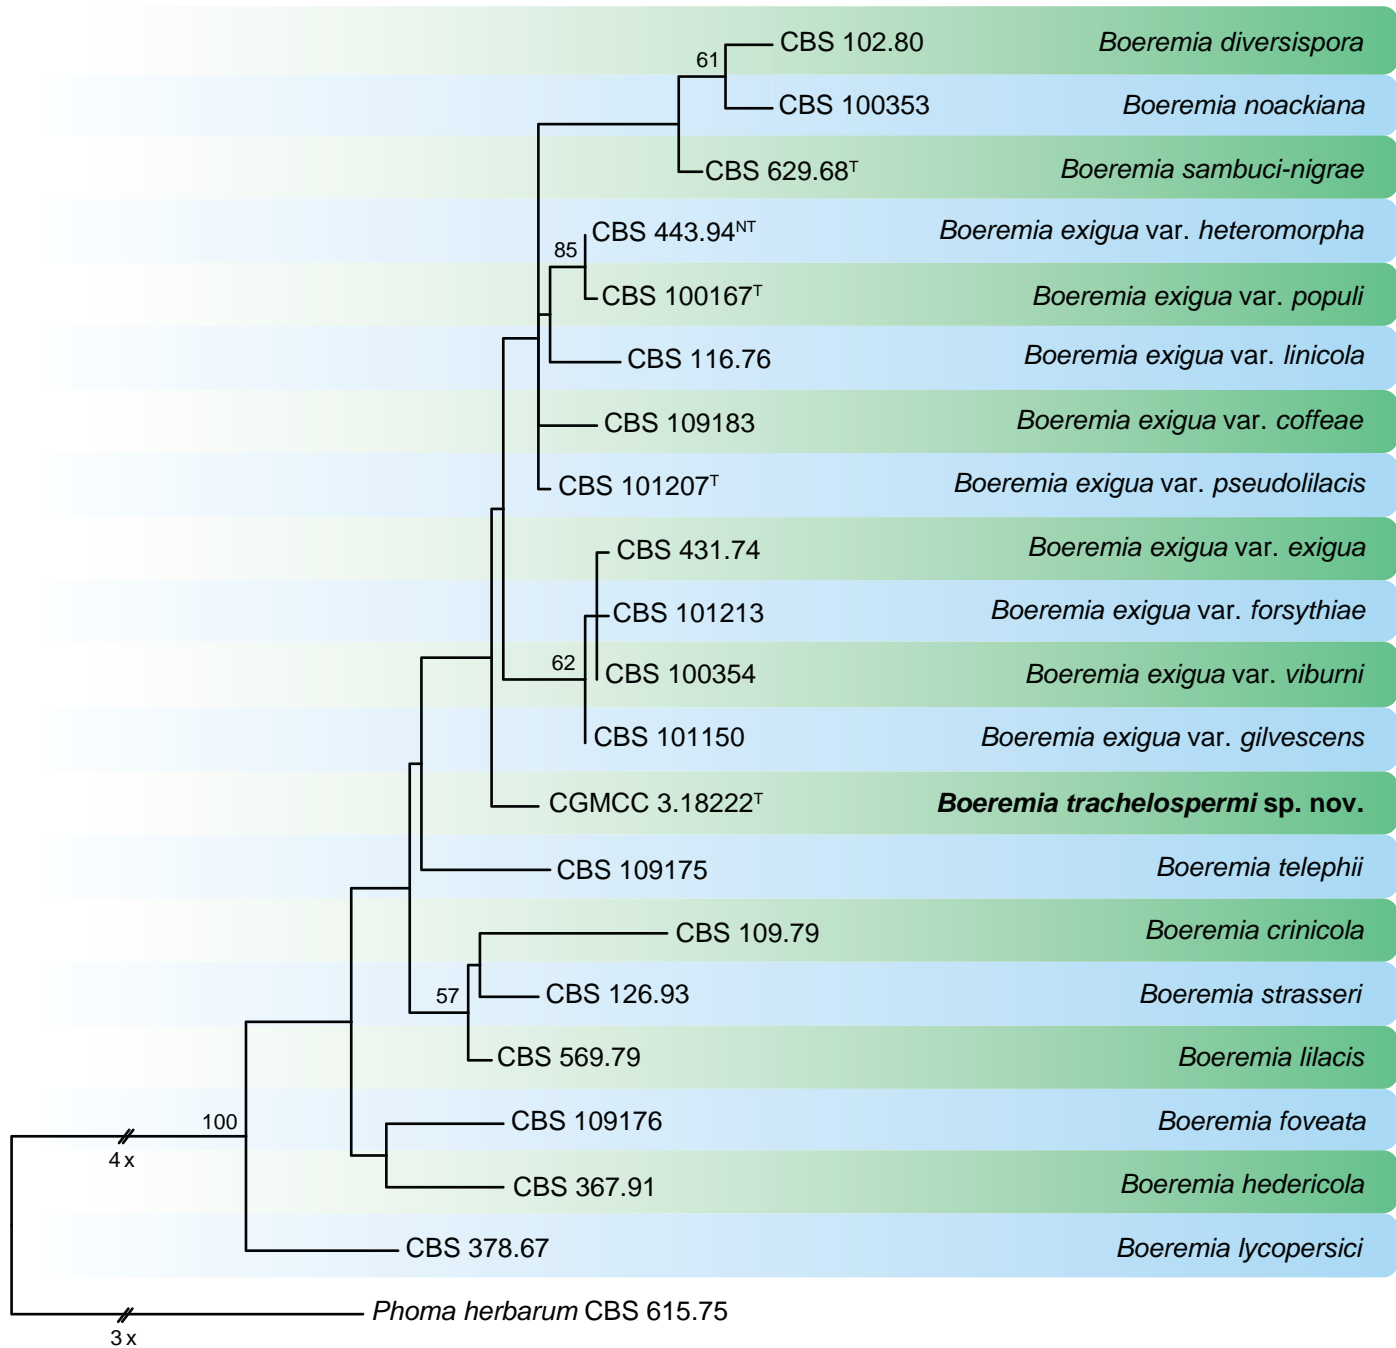 CBS 102.80 Boeremia diversispora
61
CBS 100353 Boeremia noackiana
CBS 629.68T Boeremia sambuci-nigrae
CBS 443.94NT Boeremia exigua var. heteromorpha
85
CBS 100167T Boeremia exigua var. populi
CBS 116.76 Boeremia exigua var. linicola
CBS 109183 Boeremia exigua var. coffeae
CBS 101207T Boeremia exigua var. pseudolilacis
CBS 431.74 Boeremia exigua var. exigua
CBS 101213 Boeremia exigua var. forsythiae
62
CBS 100354 Boeremia exigua var. viburni
CBS 101150 Boeremia exigua var. gilvescens
CGMCC 3.18222T Boeremia trachelospermi sp. nov.
CBS 109175 Boeremia telephii
CBS 109.79 Boeremia crinicola
57
CBS 126.93 Boeremia strasseri
CBS 569.79 Boeremia lilacis
100
CBS 109176 Boeremia foveata
4 x
CBS 367.91 Boeremia hedericola
CBS 378.67 Boeremia lycopersici
Phoma herbarum CBS 615.75
3 x